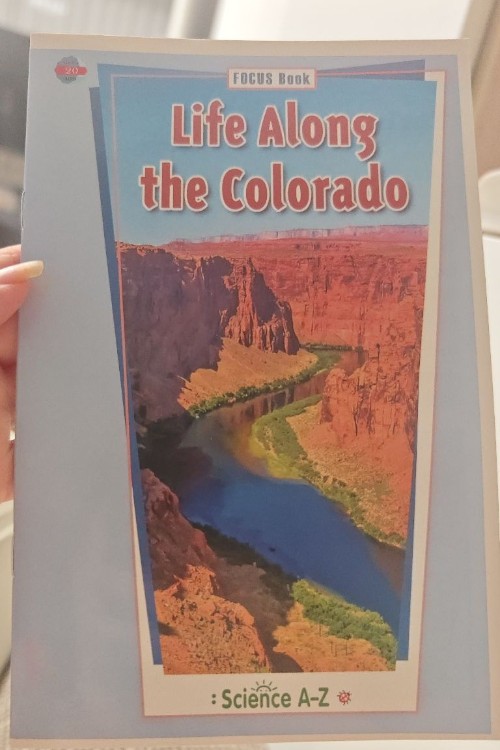 20
FOCUS Book
Life Along
the Colorado
Science A-Z